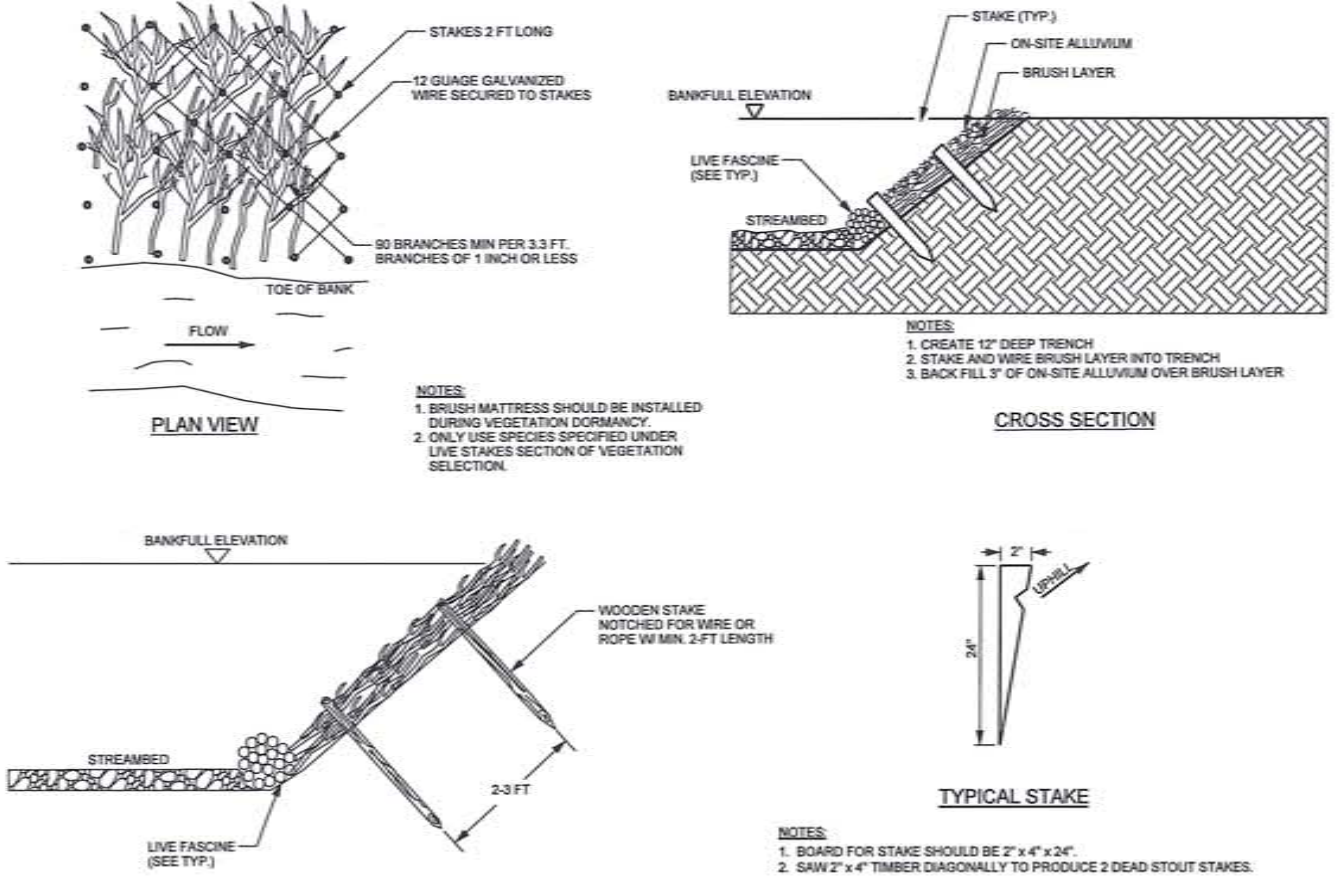 STAKES 2 FT LONG
12 GUAGE GALVANIZED
WIRE SECURED TO STAKES
90 BRANCHES MIN PER 3.3 FT.
BRANCHES OF 1 INCH OR LESS
TOE OF BANK
FLOW
PLAN VIEW
NOTES:
1. BRUSH MATTRESS SHOULD BE INSTALLED
DURING VEGETATION DORMANCY.
2. ONLY USE SPECIES SPECIFIED UNDER
LIVE STAKES SECTION OF VEGETATION
SELECTION.
STAKE (TYP.)
ON-SITE ALLUVIUM
BRUSH LAYER
BANKFULL ELEVATION
LIVE FASCINE
(SEE TYP.)
STREAMBED
NOTES:
1. CREATE 12" DEEP TRENCH
2. STAKE AND WIRE BRUSH LAYER INTO TRENCH
3. BACK FILL 3" OF ON-SITE ALLUVIUM OVER BRUSH LAYER
CROSS SECTION
BANKFULL ELEVATION
WOODEN STAKE
NOTCHED FOR WIRE OR
ROPE W/ MIN. 2-FT LENGTH
STREAMBED
2-3 FT
LIVE FASCINE
(SEE TYP.)
2"
UPHILL
24"
TYPICAL STAKE
NOTES:
1. BOARD FOR STAKE SHOULD BE 2" x 4" x 24".
2. SAW 2" x 4" TIMBER DIAGONALLY TO PRODUCE 2 DEAD STOUT STAKES.